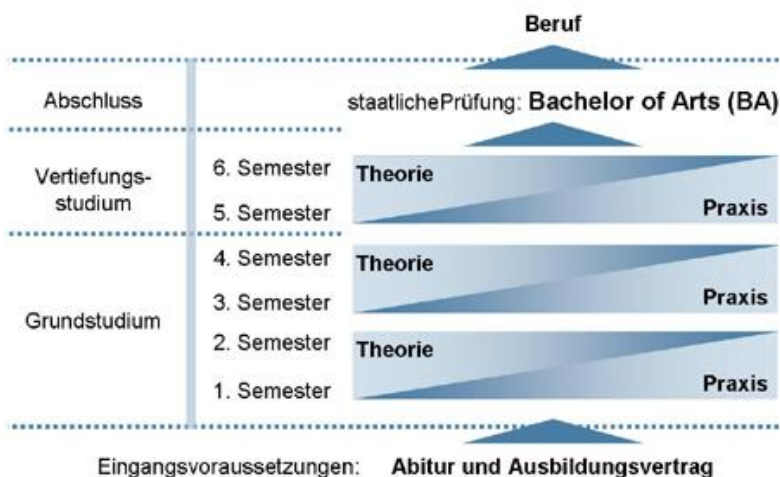 Beruf
Abschluss
staatlichePrüfung: Bachelor of Arts (BA)
Vertiefungs-
studium
6. Semester
Theorie
5. Semester
Praxis
Grundstudium
4. Semester
Theorie
3. Semester
Praxis
2. Semester
Theorie
1. Semester
Praxis
Eingangsvoraussetzungen: Abitur und Ausbildungsvertrag